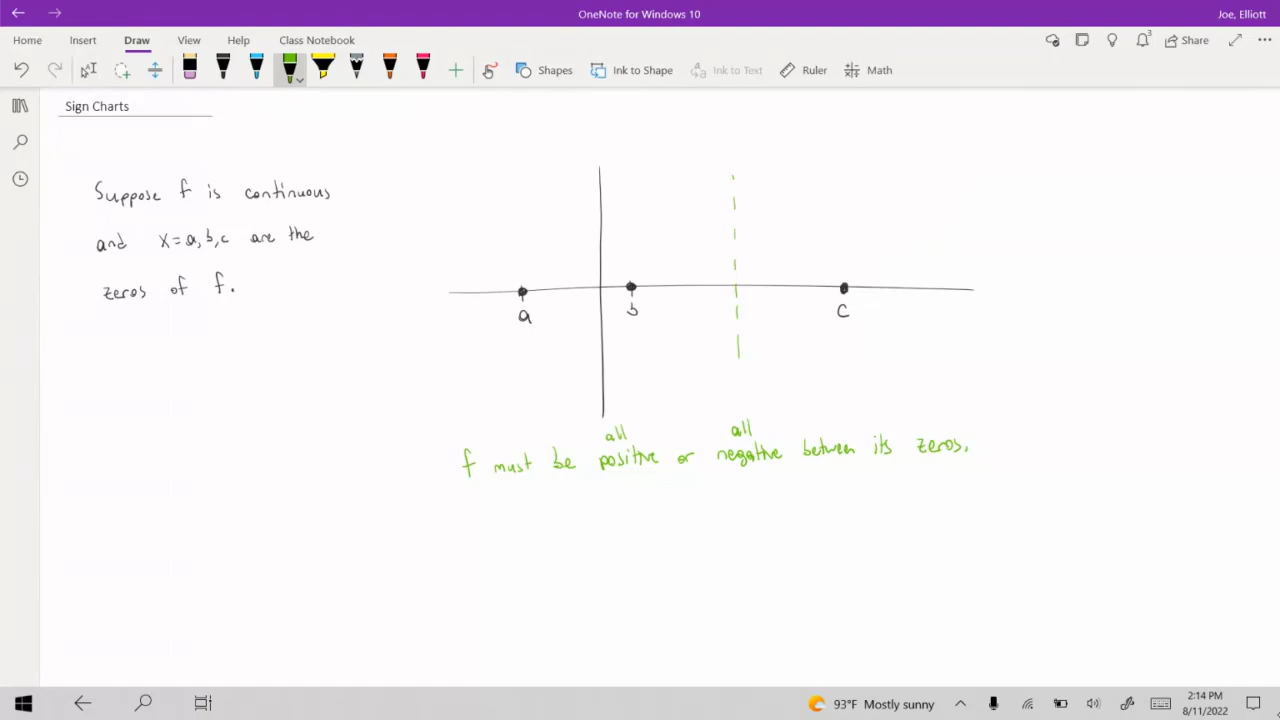 OneNote for Windows 10
Joe, Elliott
Home Insert Draw View Help Class Notebook
Share
Shapes Ink to Shape Ink to Text Ruler Math
Sign Charts
Suppose f is continuous
and x=a,b,c are the
zeros of f.
a b c
all all
f must be positive or negative between its zeros.
93°F Mostly sunny
2:14 PM
8/11/2022